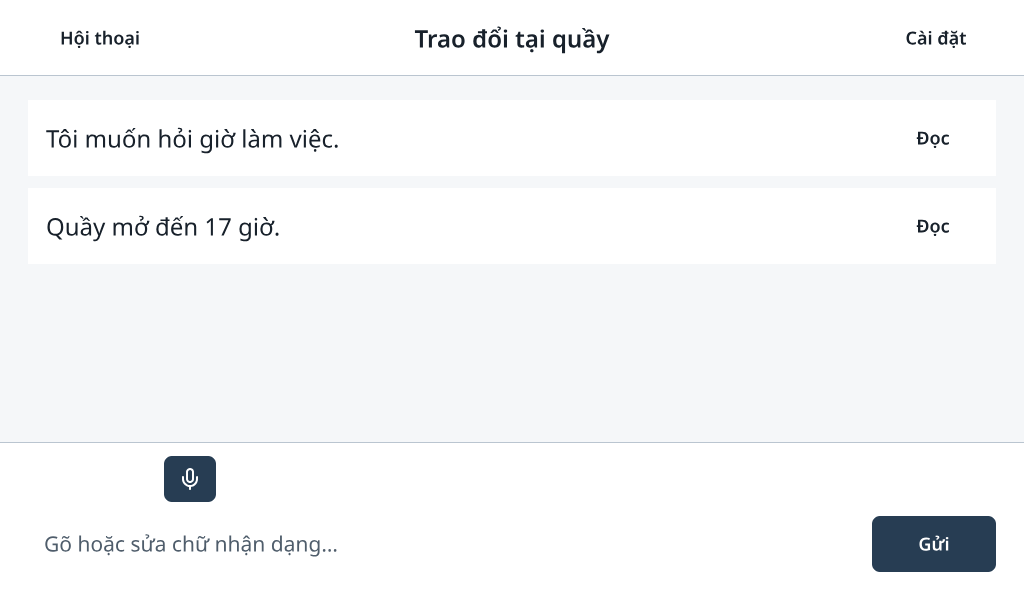 Hội thoại
Trao đổi tại quầy
Cài đặt
Tôi muốn hỏi giờ làm việc.
Đọc
Quầy mở đến 17 giờ.
Đọc
Gõ hoặc sửa chữ nhận dạng...
Gửi